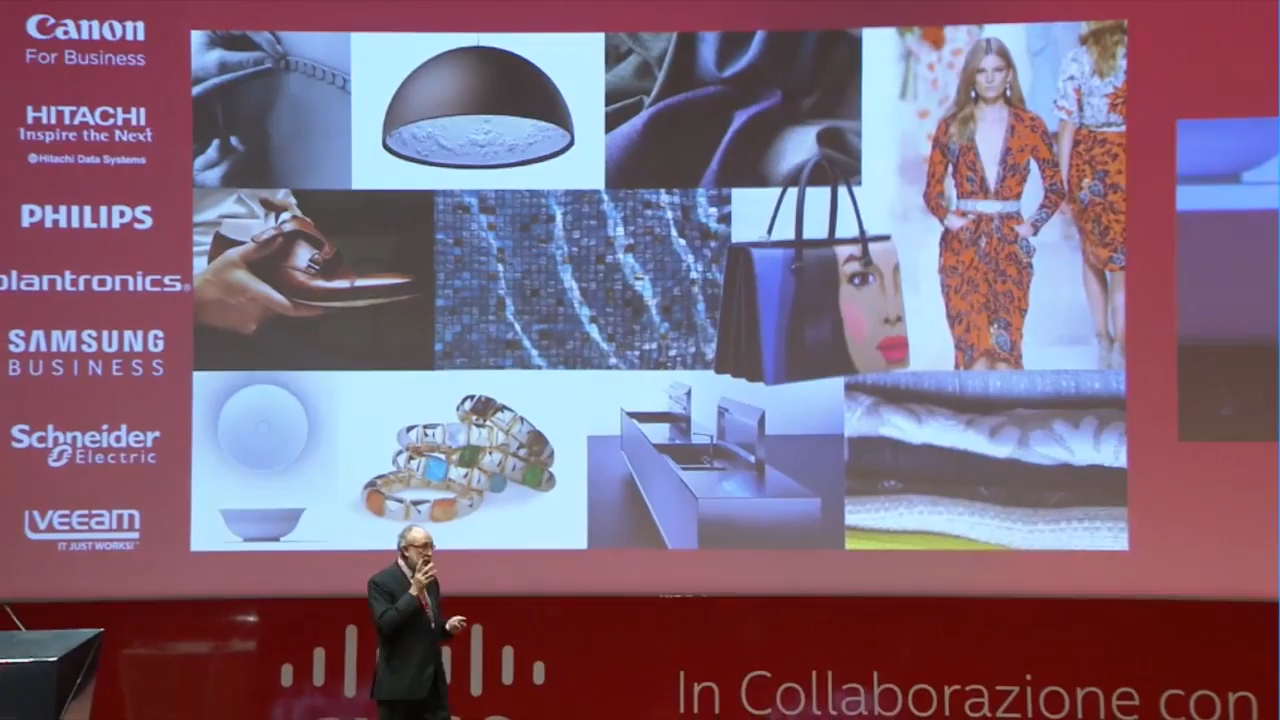 Canon
For Business
HITACHI
Inspire the Next
@Hitachi Data Systems
PHILIPS
plantronics.
SAMSUNG
BUSINESS
Schneider
Electric
veeam
IT JUST WORKS!
In Collaborazione con